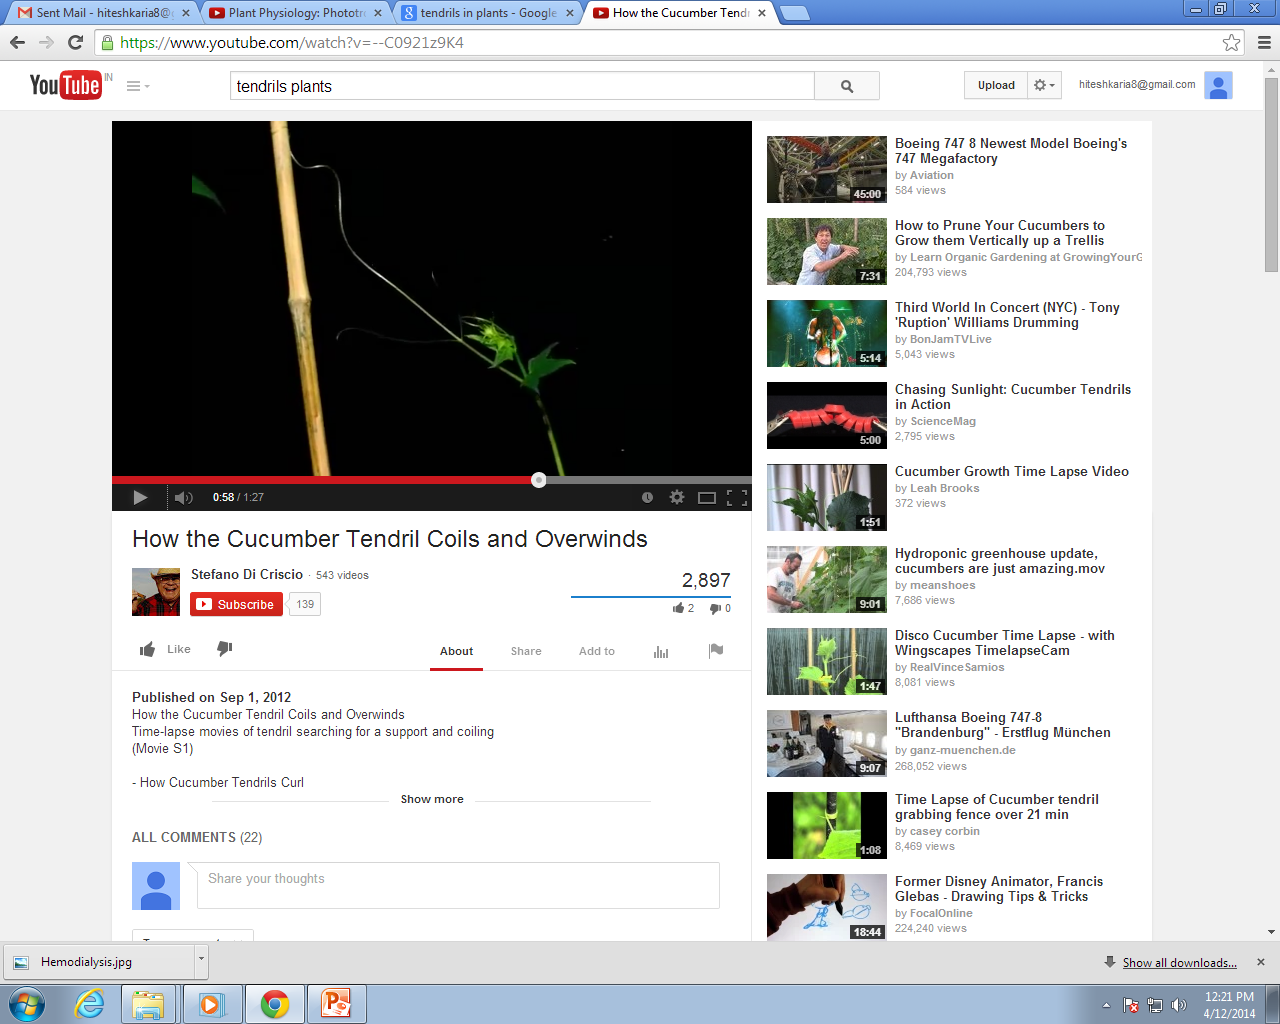 Sent Mail - hiteshkaria8@g
Plant Physiology: Phototr
tendrils in plants - Google
How the Cucumber Tend
https://www.youtube.com/watch?v=--C0921z9K4
YouTube IN
tendrils plants
Upload
hiteshkaria8@gmail.com
0:58 / 1:27
How the Cucumber Tendril Coils and Overwinds
Stefano Di Criscio · 543 videos
Subscribe 139
2,897
2 0
Like
About Share Add to
Published on Sep 1, 2012
How the Cucumber Tendril Coils and Overwinds
Time-lapse movies of tendril searching for a support and coiling
(Movie S1)
- How Cucumber Tendrils Curl
Show more
ALL COMMENTS (22)
Share your thoughts
45:00
Boeing 747 8 Newest Model Boeing's
747 Megafactory
by Aviation
584 views
7:31
How to Prune Your Cucumbers to
Grow them Vertically up a Trellis
by Learn Organic Gardening at GrowingYourG
204,793 views
5:14
Third World In Concert (NYC) - Tony
'Ruption' Williams Drumming
by BonJamTVLive
5,043 views
5:00
Chasing Sunlight: Cucumber Tendrils
in Action
by ScienceMag
2,795 views
1:51
Cucumber Growth Time Lapse Video
by Leah Brooks
372 views
9:01
Hydroponic greenhouse update,
cucumbers are just amazing.mov
by meanshoes
7,686 views
1:47
Disco Cucumber Time Lapse - with
Wingscapes TimelapseCam
by RealVinceSamios
8,081 views
9:07
Lufthansa Boeing 747-8
"Brandenburg" - Erstflug München
by ganz-muenchen.de
268,052 views
1:08
Time Lapse of Cucumber tendril
grabbing fence over 21 min
by casey corbin
8,469 views
18:44
Former Disney Animator, Francis
Glebas - Drawing Tips & Tricks
by FocalOnline
224,240 views
Hemodialysis.jpg
Show all downloads...
12:21 PM
4/12/2014